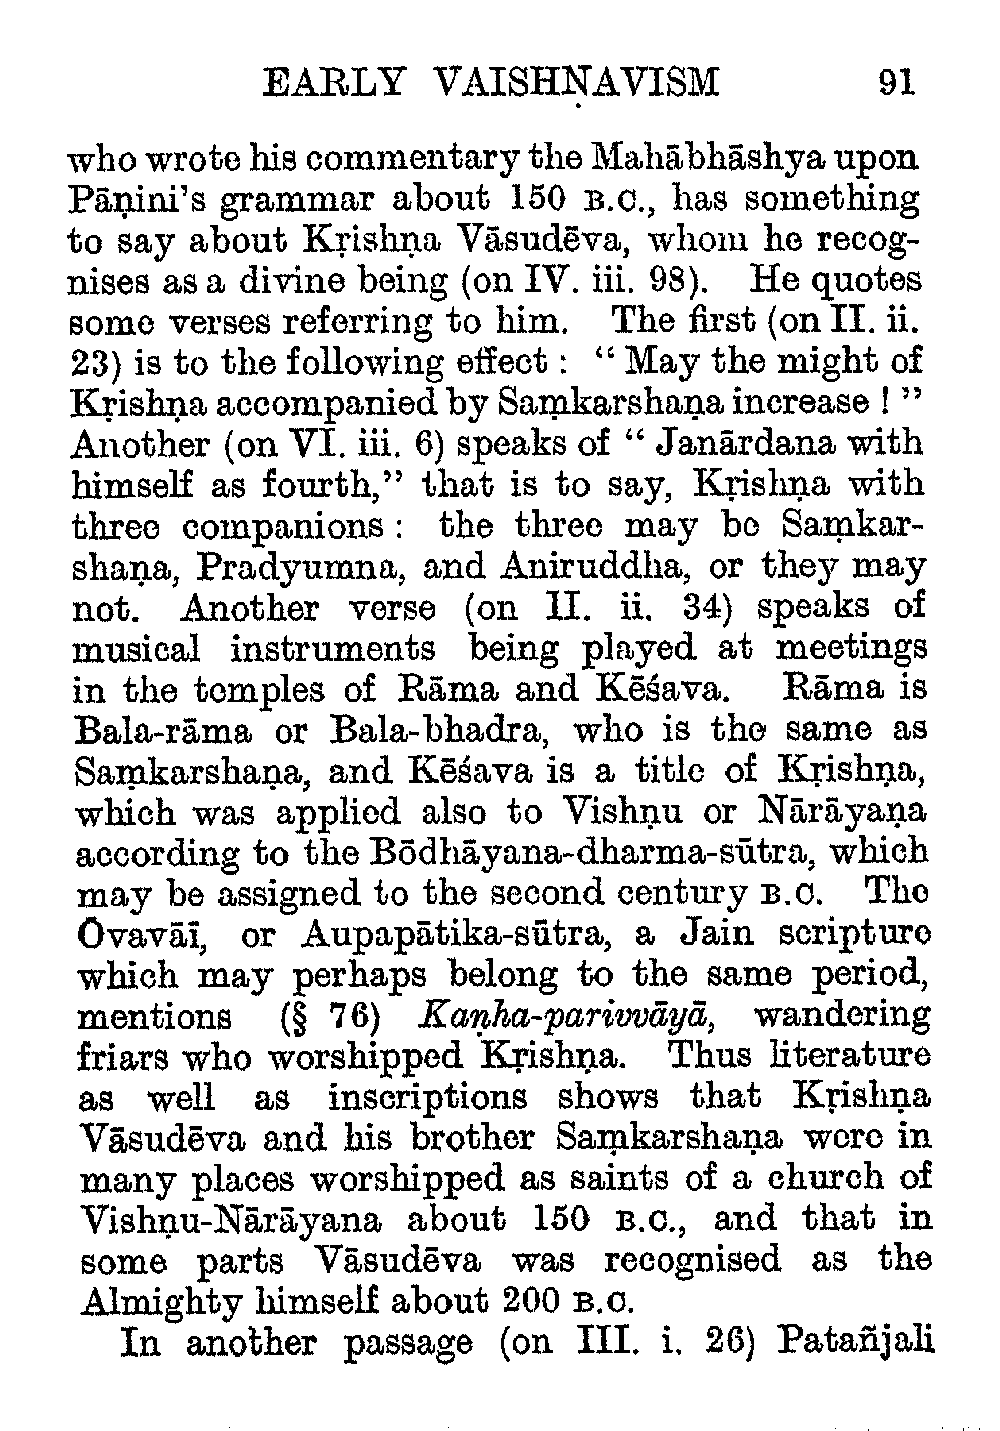 EARLY VAISHṆAVISM 91
who wrote his commentary the Mahābhāshya upon
Pāṇini's grammar about 150 B.C., has something
to say about Kṛishṇa Vāsudēva, whom he recog-
nises as a divine being (on IV. iii. 98). He quotes
some verses referring to him. The first (on II. ii.
23) is to the following effect : “ May the might of
Kṛishṇa accompanied by Saṃkarshaṇa increase ! ”
Another (on VI. iii. 6) speaks of “ Janārdana with
himself as fourth,” that is to say, Kṛishṇa with
three companions : the three may be Saṃkar-
shaṇa, Pradyumna, and Aniruddha, or they may
not. Another verse (on II. ii. 34) speaks of
musical instruments being played at meetings
in the temples of Rāma and Kēśava. Rāma is
Bala-rāma or Bala-bhadra, who is the same as
Saṃkarshaṇa, and Kēśava is a title of Kṛishṇa,
which was applied also to Vishṇu or Nārāyaṇa
according to the Bōdhāyana-dharma-sūtra, which
may be assigned to the second century B.C. The
Ōvavāī, or Aupapātika-sūtra, a Jain scripture
which may perhaps belong to the same period,
mentions (§ 76) Kaṇha-parivvāyā, wandering
friars who worshipped Kṛishṇa. Thus literature
as well as inscriptions shows that Kṛishṇa
Vāsudēva and his brother Saṃkarshaṇa were in
many places worshipped as saints of a church of
Vishṇu-Nārāyana about 150 B.C., and that in
some parts Vāsudēva was recognised as the
Almighty himself about 200 B.C.
In another passage (on III. i. 26) Patañjali